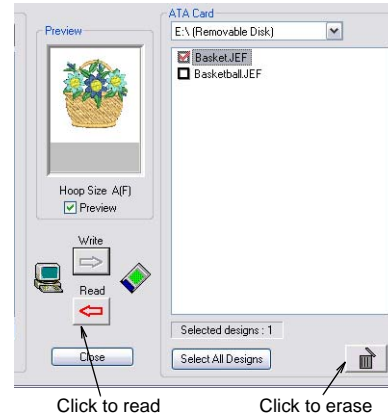 Preview
Hoop Size A(F)
Preview
Write
Read
Close
ATA Card
E:\ (Removable Disk)
Basket.JEF
Basketball.JEF
Selected designs : 1
Select All Designs
Click to read
Click to erase